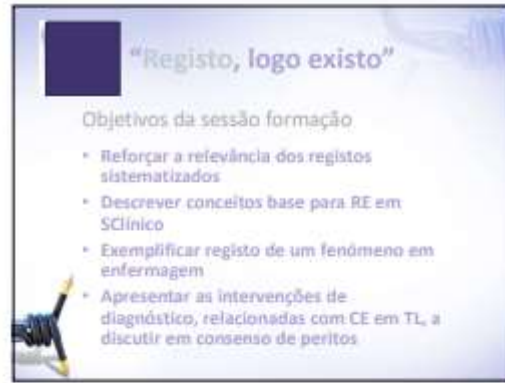 “Registo, logo existo”
Objetivos da sessão formação
• Reforçar a relevância dos registos
sistematizados
• Descrever conceitos base para RE em
SClínico
• Exemplificar registo de um fenómeno em
enfermagem
• Apresentar as intervenções de
diagnóstico, relacionadas com CE em TL, a
discutir em consenso de peritos